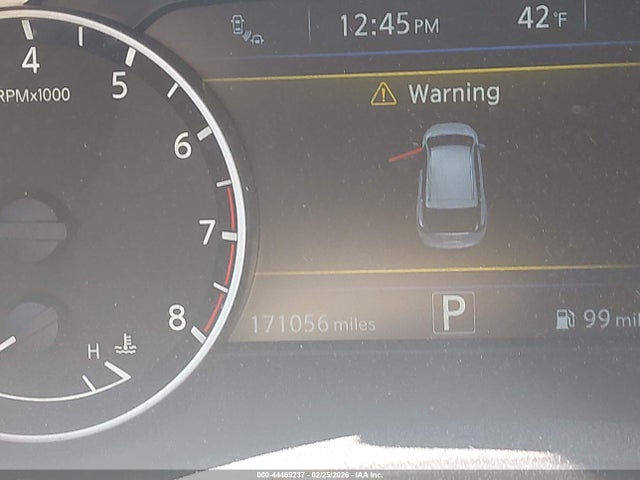 12:45 PM 42°F
4
5
RPMx1000
Warning
6
7
8
171056 miles P 99 mil
H
000-44469237 - 02/25/2026 - IAA Inc.